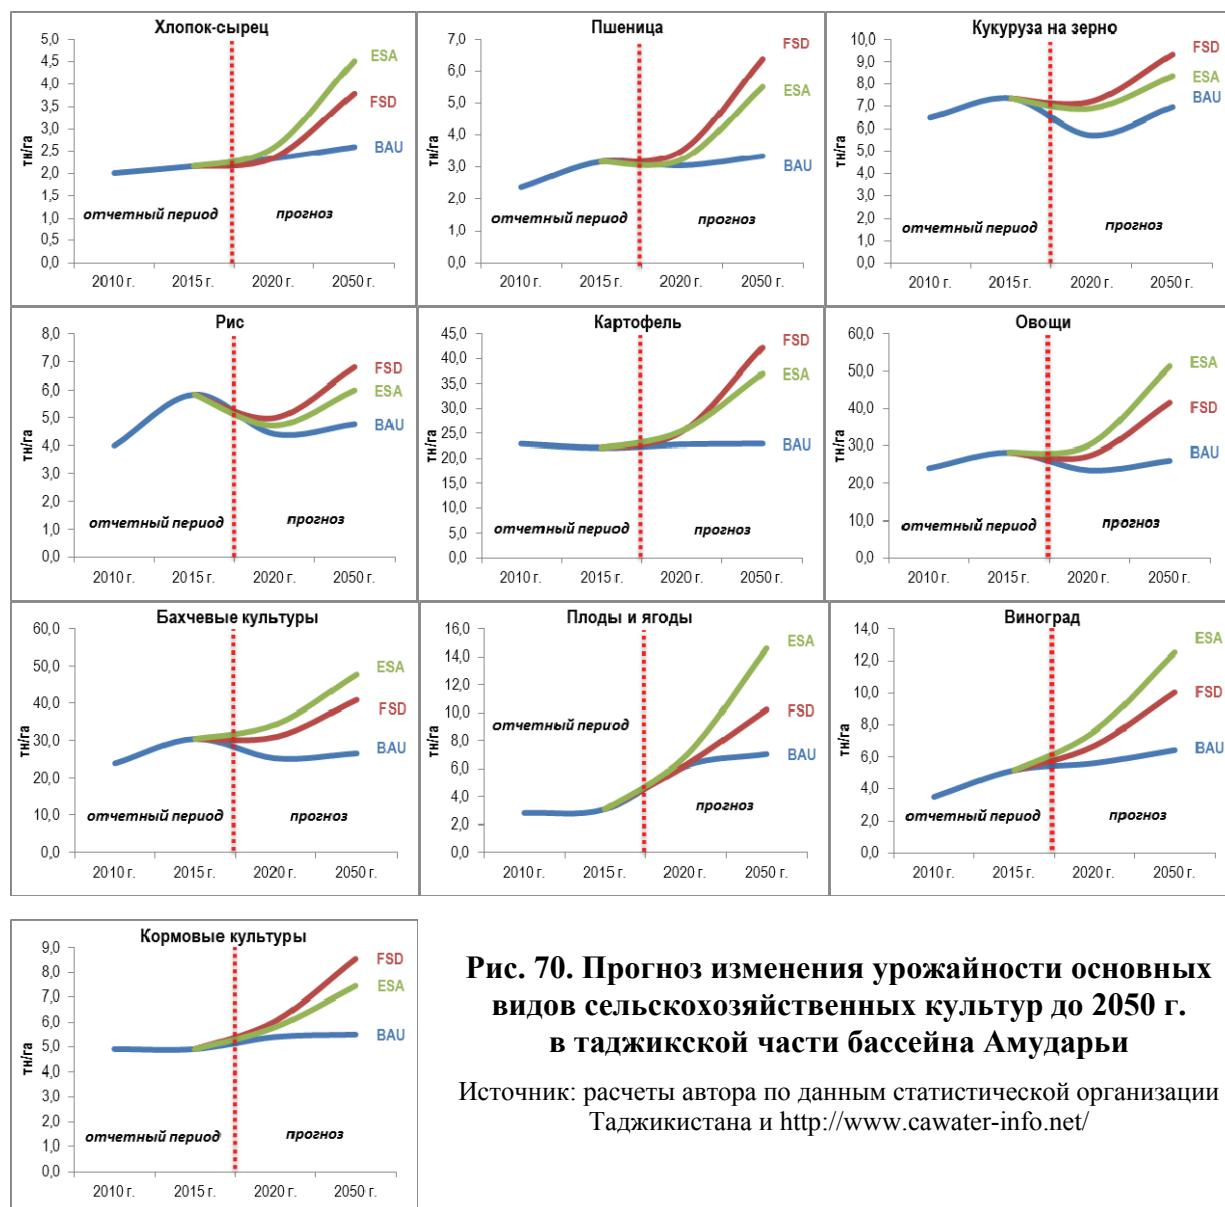 Хлопок-сырец
5,0
4,5
4,0
3,5
3,0
2,5
2,0
1,5
1,0
0,5
0,0
тн/га
ESA
FSD
BAU
отчетный период
прогноз
2010 г. 2015 г. 2020 г. 2050 г.
Пшеница
7,0
6,0
5,0
4,0
3,0
2,0
1,0
0,0
тн/га
FSD
ESA
BAU
отчетный период
прогноз
2010 г. 2015 г. 2020 г. 2050 г.
Кукуруза на зерно
10,0
9,0
8,0
7,0
6,0
5,0
4,0
3,0
2,0
1,0
0,0
тн/га
FSD
ESA
BAU
отчетный период
прогноз
2010 г. 2015 г. 2020 г. 2050 г.
Рис
8,0
7,0
6,0
5,0
4,0
3,0
2,0
1,0
0,0
тн/га
FSD
ESA
BAU
отчетный период
прогноз
2010 г. 2015 г. 2020 г. 2050 г.
Картофель
45,0
40,0
35,0
30,0
25,0
20,0
15,0
10,0
5,0
0,0
тн/га
FSD
ESA
BAU
отчетный период
прогноз
2010 г. 2015 г. 2020 г. 2050 г.
Овощи
60,0
50,0
40,0
30,0
20,0
10,0
0,0
тн/га
ESA
FSD
BAU
отчетный период
прогноз
2010 г. 2015 г. 2020 г. 2050 г.
Бахчевые культуры
60,0
50,0
40,0
30,0
20,0
10,0
0,0
тн/га
ESA
FSD
BAU
отчетный период
прогноз
2010 г. 2015 г. 2020 г. 2050 г.
Плоды и ягоды
16,0
14,0
12,0
10,0
8,0
6,0
4,0
2,0
0,0
тн/га
ESA
FSD
BAU
отчетный период
прогноз
2010 г. 2015 г. 2020 г. 2050 г.
Виноград
14,0
12,0
10,0
8,0
6,0
4,0
2,0
0,0
тн/га
ESA
FSD
BAU
отчетный период
прогноз
2010 г. 2015 г. 2020 г. 2050 г.
Кормовые культуры
9,0
8,0
7,0
6,0
5,0
4,0
3,0
2,0
1,0
0,0
тн/га
FSD
ESA
BAU
отчетный период
прогноз
2010 г. 2015 г. 2020 г. 2050 г.
Рис. 70. Прогноз изменения урожайности основных
видов сельскохозяйственных культур до 2050 г.
в таджикской части бассейна Амударьи
Источник: расчеты автора по данным статистической организации
Таджикистана и http://www.cawater-info.net/